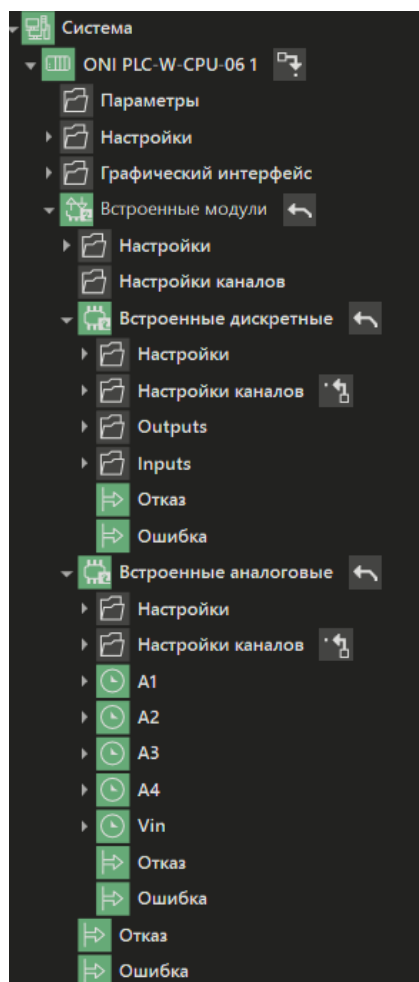 Система
ONI PLC-W-CPU-06 1
Параметры
Настройки
Графический интерфейс
Встроенные модули
Настройки
Настройки каналов
Встроенные дискретные
Настройки
Настройки каналов
Outputs
Inputs
Отказ
Ошибка
Встроенные аналоговые
Настройки
Настройки каналов
A1
A2
A3
A4
Vin
Отказ
Ошибка
Отказ
Ошибка